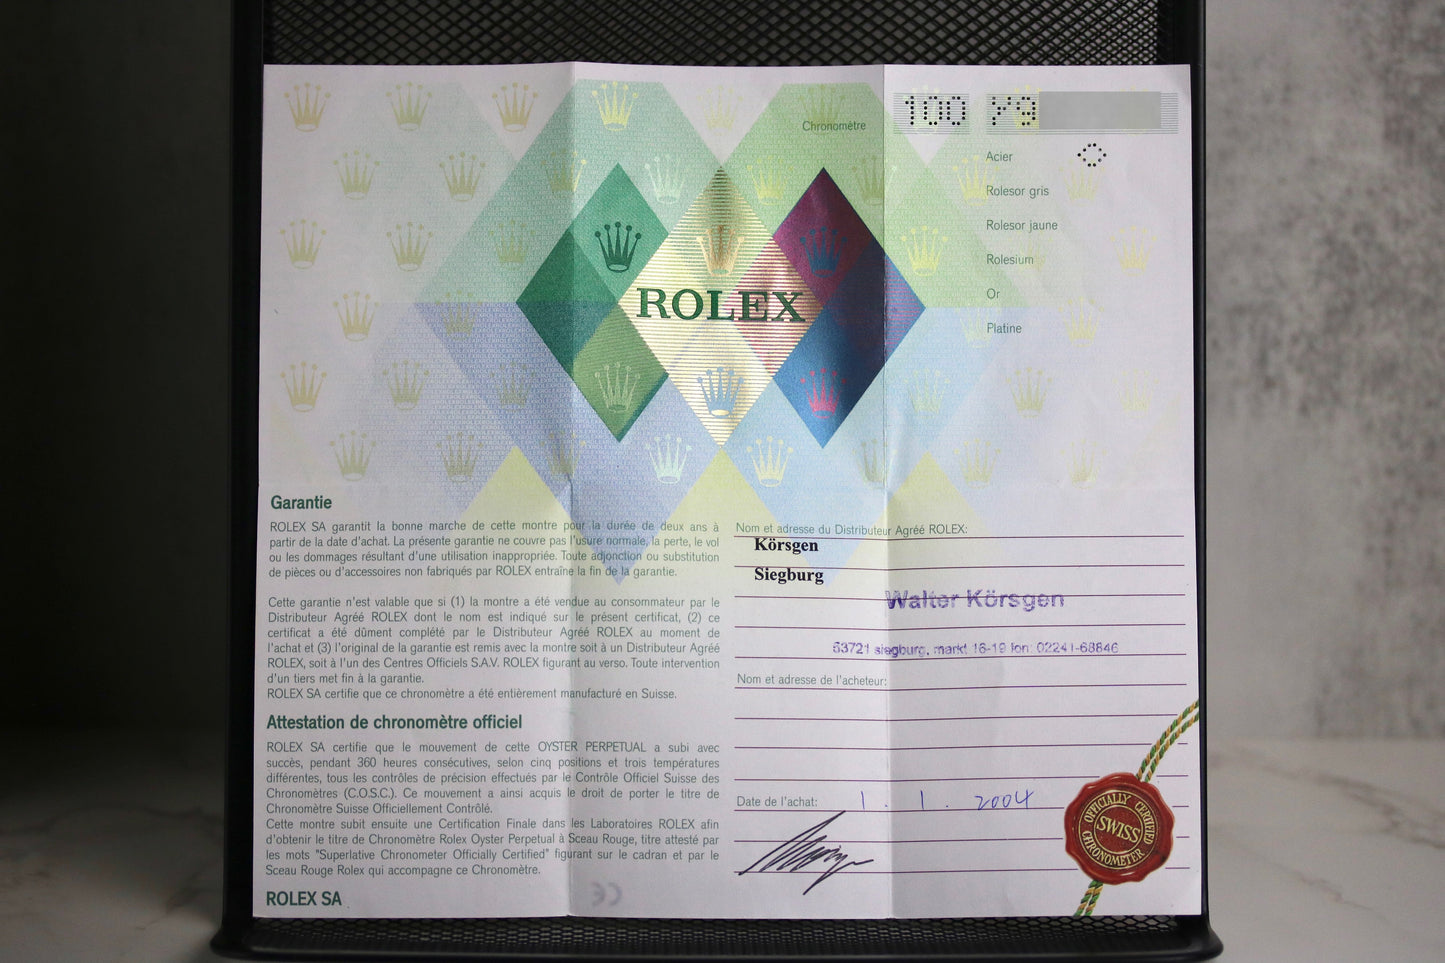 Chronomètre
100 Y9
Acier
Rolesor gris
Rolesor jaune
Rolesium
Or
Platine
ROLEX
Garantie
ROLEX SA garantit la bonne marche de cette montre pour la durée de deux ans à
partir de la date d'achat. La présente garantie ne couvre pas l'usure normale, la perte, le vol
ou les dommages résultant d'une utilisation inappropriée. Toute adjonction ou substitution
de pièces ou d'accessoires non fabriqués par ROLEX entraîne la fin de la garantie.
Cette garantie n'est valable que si (1) la montre a été vendue au consommateur par le
Distributeur Agréé ROLEX dont le nom est indiqué sur le présent certificat, (2) ce
certificat a été dûment complété par le Distributeur Agréé ROLEX au moment de
l'achat et (3) l'original de la garantie est remis avec la montre soit à un Distributeur Agréé
ROLEX, soit à l'un des Centres Officiels S.A.V. ROLEX figurant au verso. Toute intervention
d'un tiers met fin à la garantie.
ROLEX SA certifie que ce chronomètre a été entièrement manufacturé en Suisse.
Attestation de chronomètre officiel
ROLEX SA certifie que le mouvement de cette OYSTER PERPETUAL a subi avec
succès, pendant 360 heures consécutives, selon cinq positions et trois températures
différentes, tous les contrôles de précision effectués par le Contrôle Officiel Suisse des
Chronomètres (C.O.S.C.). Ce mouvement a ainsi acquis le droit de porter le titre de
Chronomètre Suisse Officiellement Contrôlé.
Cette montre subit ensuite une Certification Finale dans les Laboratoires ROLEX afin
d'obtenir le titre de Chronomètre Rolex Oyster Perpetual à Sceau Rouge, titre attesté par
les mots "Superlative Chronometer Officially Certified" figurant sur le cadran et par le
Sceau Rouge Rolex qui accompagne ce Chronomètre.
ROLEX SA
Nom et adresse du Distributeur Agréé ROLEX:
Körsgen
Siegburg
Walter Körsgen
53721 siegburg, markt 16-19 fon: 02241-68846
Nom et adresse de l'acheteur:
Date de l'achat: 1. 1. 2004
OFFICIALLY CERTIFIED
SWISS
CHRONOMETER